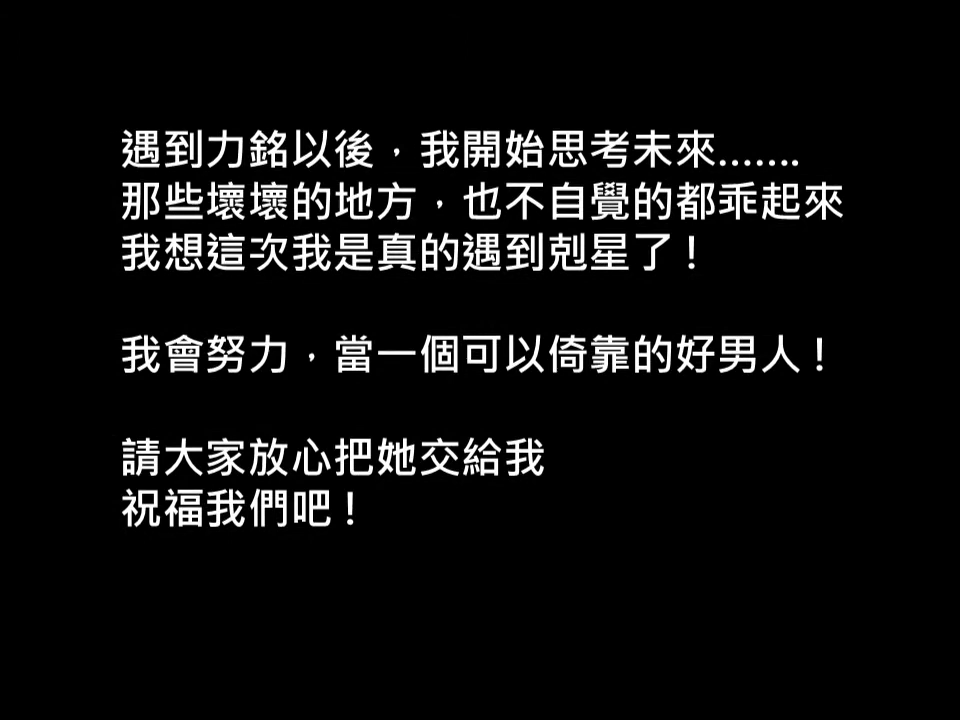 遇到力銘以後，我開始思考未來.......
那些壞壞的地方，也不自覺的都乖起來
我想這次我是真的遇到剋星了！
我會努力，當一個可以倚靠的好男人！
請大家放心把她交給我
祝福我們吧！